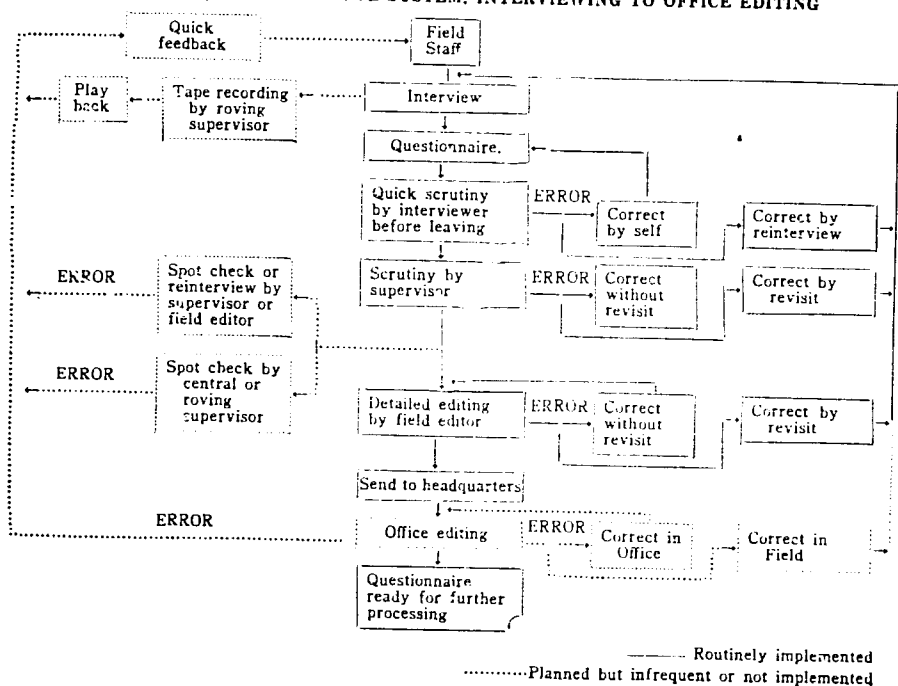 SYSTEM: INTERVIEWING TO OFFICE EDITING
Quick
feedback
Field
Staff
Play
back
Tape recording
by roving
supervisor
Interview
Questionnaire.
Quick scrutiny
by interviewer
before leaving
ERROR
Correct
by self
Correct by
reinterview
ERROR
Spot check or
reinterview by
supervisor or
field editor
Scrutiny by
supervisor
ERROR
Correct
without
revisit
Correct by
revisit
ERROR
Spot check by
central or
roving
supervisor
Detailed editing
by field editor
ERROR
Correct
without
revisit
Correct by
revisit
Send to headquarters
ERROR
Office editing
ERROR
Correct in
Office
Correct in
Field
Questionnaire
ready for further
processing
Routinely implemented
Planned but infrequent or not implemented